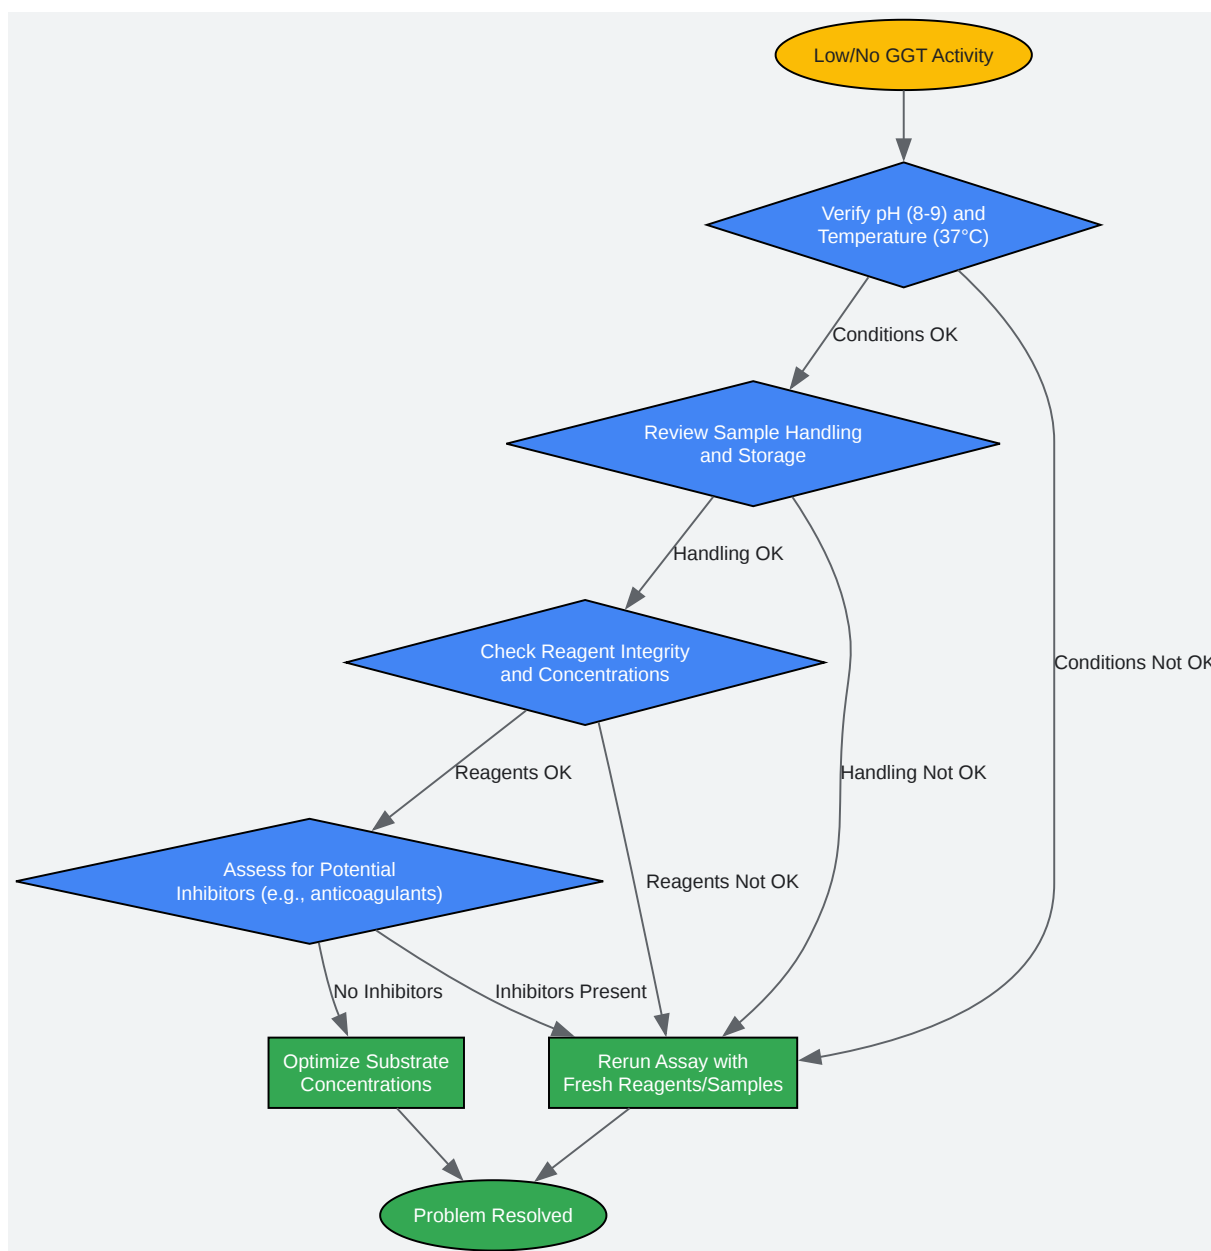 Low/No GGT Activity
Verify pH (8-9) and
Temperature (37°C)
Conditions OK
Review Sample Handling
and Storage
Handling OK
Check Reagent Integrity
and Concentrations
Conditions Not OK
Reagents OK
Handling Not OK
Assess for Potential
Inhibitors (e.g., anticoagulants)
Reagents Not OK
No Inhibitors
Inhibitors Present
Optimize Substrate
Concentrations
Rerun Assay with
Fresh Reagents/Samples
Problem Resolved